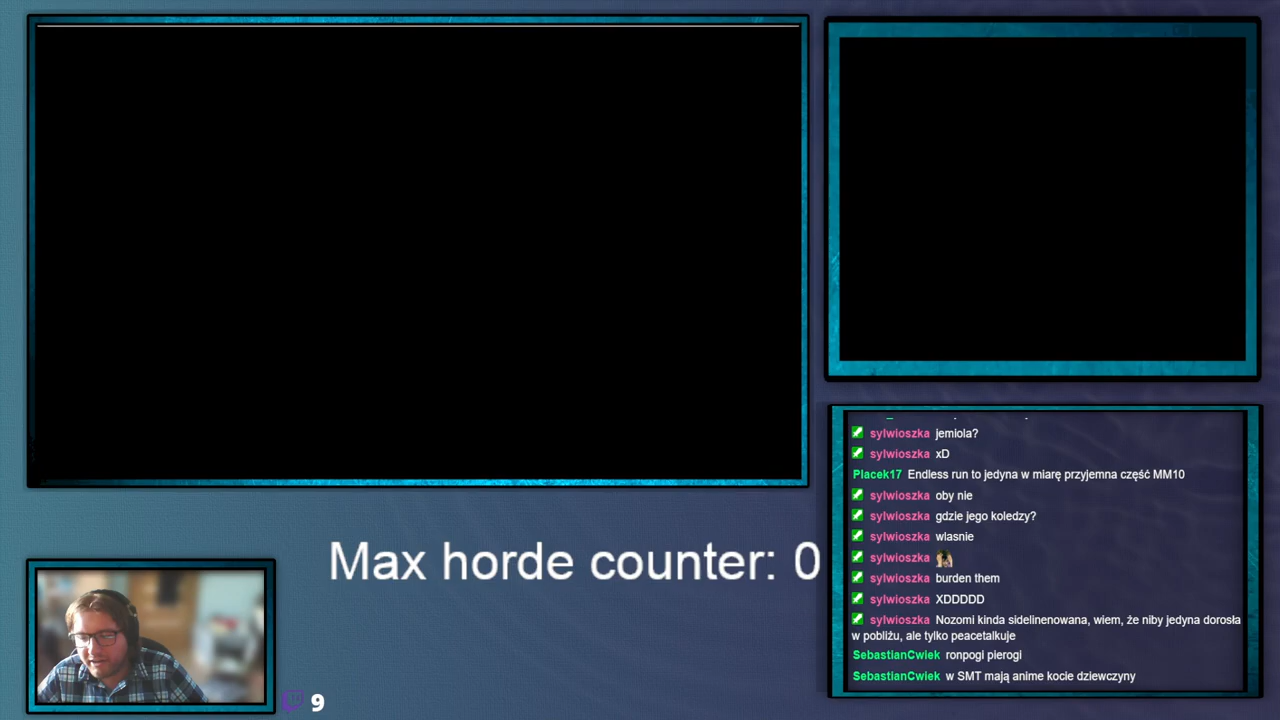 sylwioszka jemiola?
sylwioszka xD
Placek17 Endless run to jedyna w miarę przyjemna część MM10
sylwioszka oby nie
sylwioszka gdzie jego koledzy?
sylwioszka wlasnie
sylwioszka
sylwioszka burden them
sylwioszka XDDDDD
sylwioszka Nozomi kinda sidelinenowana, wiem, że niby jedyna dorosła
w pobliżu, ale tylko peacetalkuje
SebastianCwiek ronpogi pierogi
SebastianCwiek w SMT mają anime kocie dziewczyny
Max horde counter: 0
9